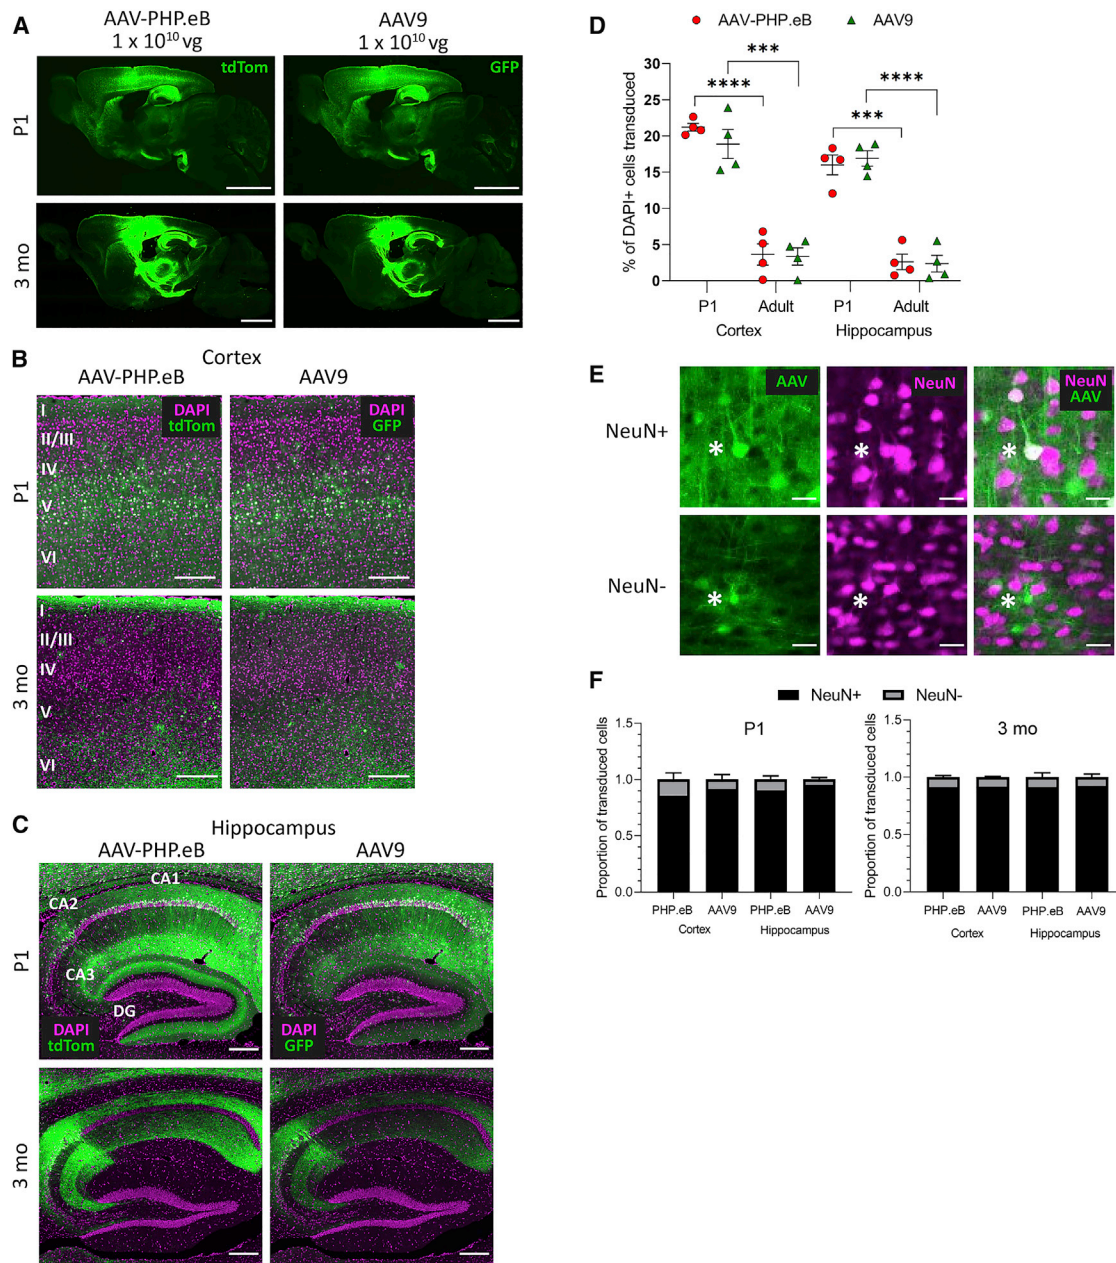 A
AAV-PHP.eB
1 x 10¹⁰ vg
AAV9
1 x 10¹⁰ vg
tdTom
GFP
P1
3 mo
B
Cortex
AAV-PHP.eB
AAV9
DAPI
tdTom
DAPI
GFP
I
II/III
IV
V
VI
P1
I
II/III
IV
V
VI
3 mo
C
Hippocampus
AAV-PHP.eB
AAV9
CA1
CA2
CA3
DG
DAPI
tdTom
DAPI
GFP
P1
3 mo
D
AAV-PHP.eB
AAV9
% of DAPI+ cells transduced
30
25
20
15
10
5
0
****
***
***
****
P1
Adult
P1
Adult
Cortex
Hippocampus
E
AAV
NeuN
NeuN
AAV
NeuN+
* * *
NeuN-
* * *
F
NeuN+
NeuN-
P1
Proportion of transduced cells
1.5
1.0
0.5
0.0
PHP.eB AAV9 PHP.eB AAV9
Cortex Hippocampus
3 mo
Proportion of transduced cells
1.5
1.0
0.5
0.0
PHP.eB AAV9 PHP.eB AAV9
Cortex Hippocampus